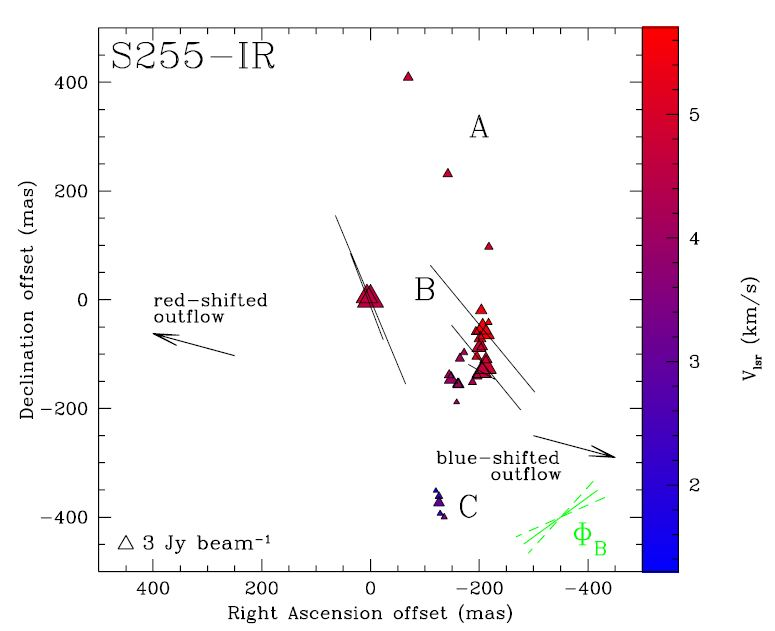 S255-IR
A
B
red-shifted
outflow
blue-shifted
outflow
C
Φ_B
△ 3 Jy beam⁻¹
400
200
0
-200
-400
400
200
0
-200
-400
Declination offset (mas)
Right Ascension offset (mas)
5
4
3
2
V_lsr (km/s)